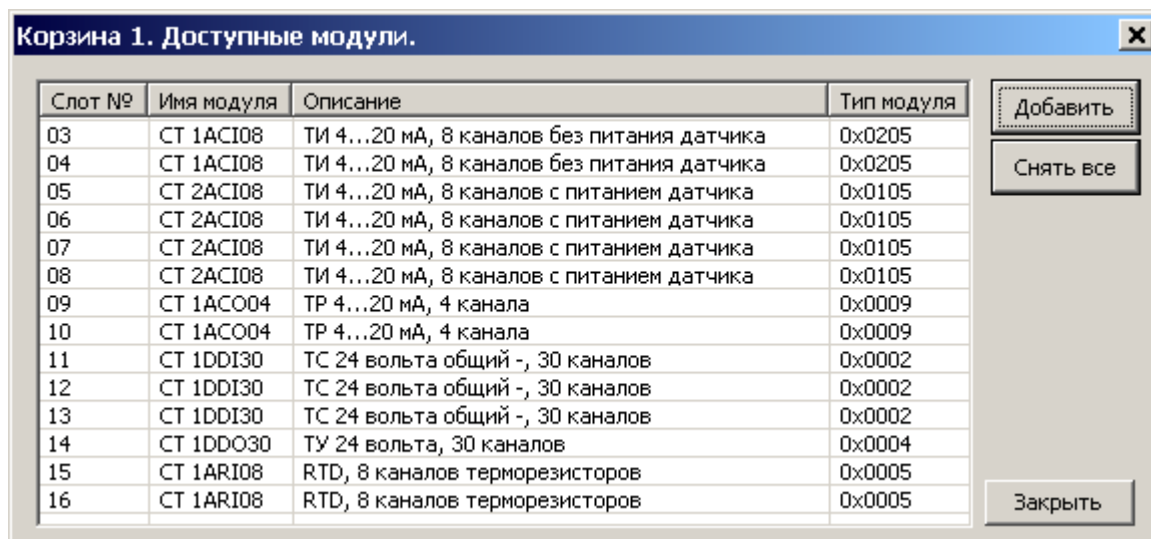 Корзина 1. Доступные модули.
Слот № Имя модуля Описание Тип модуля
03 CT 1ACI08 ТИ 4...20 мА, 8 каналов без питания датчика 0x0205
04 CT 1ACI08 ТИ 4...20 мА, 8 каналов без питания датчика 0x0205
05 CT 2ACI08 ТИ 4...20 мА, 8 каналов с питанием датчика 0x0105
06 CT 2ACI08 ТИ 4...20 мА, 8 каналов с питанием датчика 0x0105
07 CT 2ACI08 ТИ 4...20 мА, 8 каналов с питанием датчика 0x0105
08 CT 2ACI08 ТИ 4...20 мА, 8 каналов с питанием датчика 0x0105
09 CT 1ACO04 ТР 4...20 мА, 4 канала 0x0009
10 CT 1ACO04 ТР 4...20 мА, 4 канала 0x0009
11 CT 1DDI30 ТС 24 вольта общий -, 30 каналов 0x0002
12 CT 1DDI30 ТС 24 вольта общий -, 30 каналов 0x0002
13 CT 1DDI30 ТС 24 вольта общий -, 30 каналов 0x0002
14 CT 1DDO30 ТУ 24 вольта, 30 каналов 0x0004
15 CT 1ARI08 RTD, 8 каналов терморезисторов 0x0005
16 CT 1ARI08 RTD, 8 каналов терморезисторов 0x0005
Добавить
Снять все
Закрыть